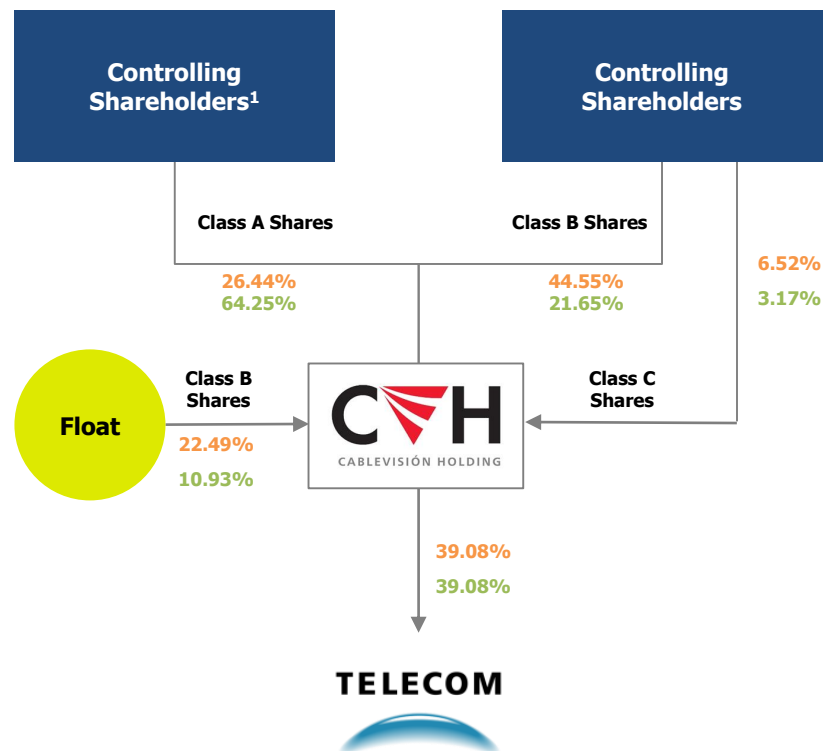 Controlling
Shareholders¹
Controlling
Shareholders
Class A Shares
Class B Shares
26.44%
64.25%
44.55%
21.65%
6.52%
3.17%
Float
Class B
Shares
22.49%
10.93%
CVH
CABLEVISIÓN HOLDING
Class C
Shares
39.08%
39.08%
TELECOM